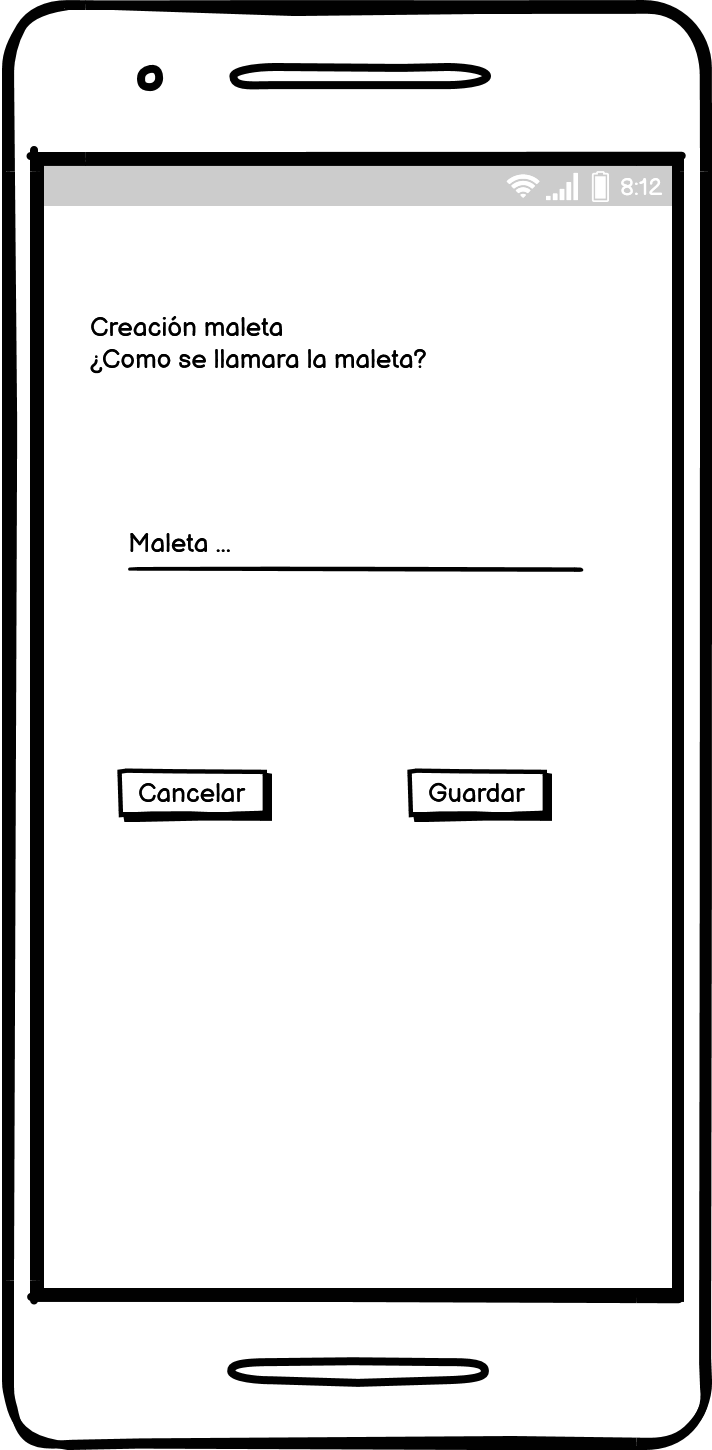 8:12
Creación maleta
¿Como se llamara la maleta?
Maleta ...
Cancelar
Guardar